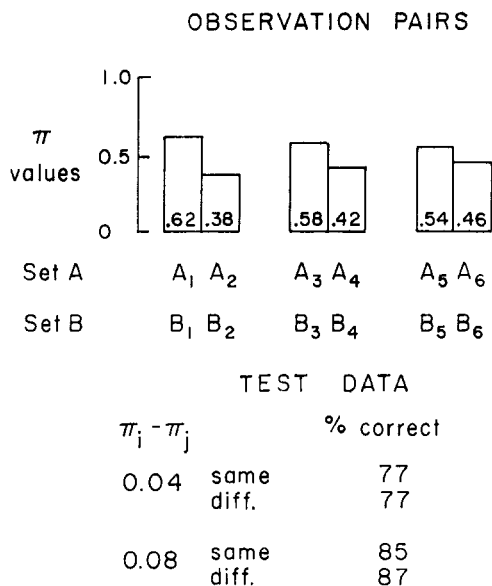 OBSERVATION PAIRS
1.0
π
values
0.5
0
.62 .38 .58 .42 .54 .46
Set A A₁ A₂ A₃ A₄ A₅ A₆
Set B B₁ B₂ B₃ B₄ B₅ B₆
TEST DATA
πᵢ - πⱼ % correct
0.04 same 77
diff. 77
0.08 same 85
diff. 87